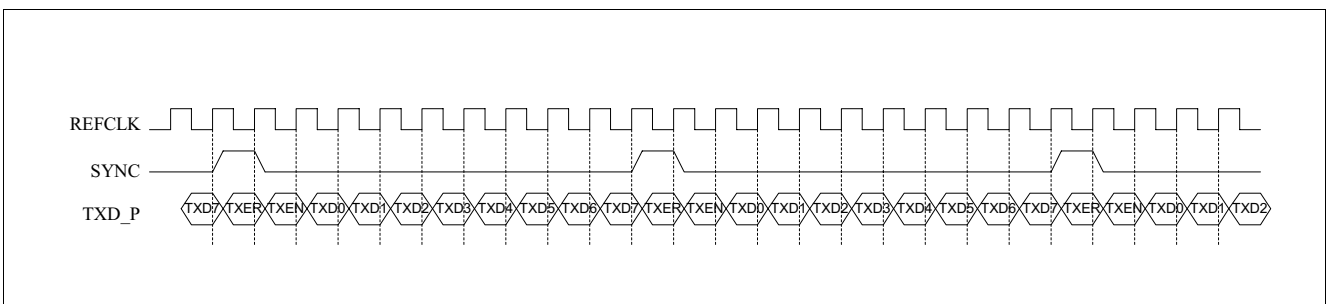 REFCLK
SYNC
TXD_P TXD7 TXER TXEN TXD0 TXD1 TXD2 TXD3 TXD4 TXD5 TXD6 TXD7 TXER TXEN TXD0 TXD1 TXD2 TXD3 TXD4 TXD5 TXD6 TXD7 TXER TXEN TXD0 TXD1 TXD2